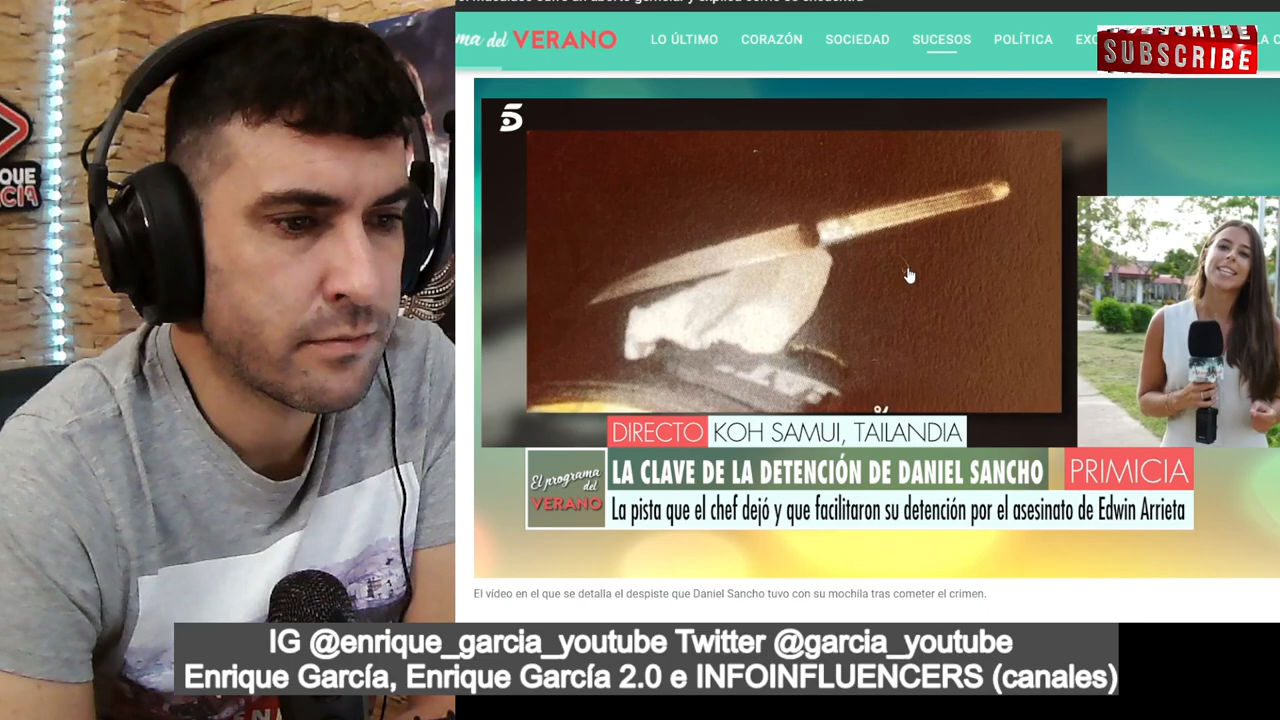 ma del VERANO
LO ÚLTIMO CORAZÓN SOCIEDAD SUCESOS POLÍTICA
SUBSCRIBE
5
QUE
CIA
DIRECTO KOH SAMUI, TAILANDIA
El programa del VERANO
LA CLAVE DE LA DETENCIÓN DE DANIEL SANCHO PRIMICIA
La pista que el chef dejó y que facilitaron su detención por el asesinato de Edwin Arrieta
El vídeo en el que se detalla el despiste que Daniel Sancho tuvo con su mochila tras cometer el crimen.
IG @enrique_garcia_youtube Twitter @garcia_youtube
Enrique García, Enrique García 2.0 e INFOINFLUENCERS (canales)